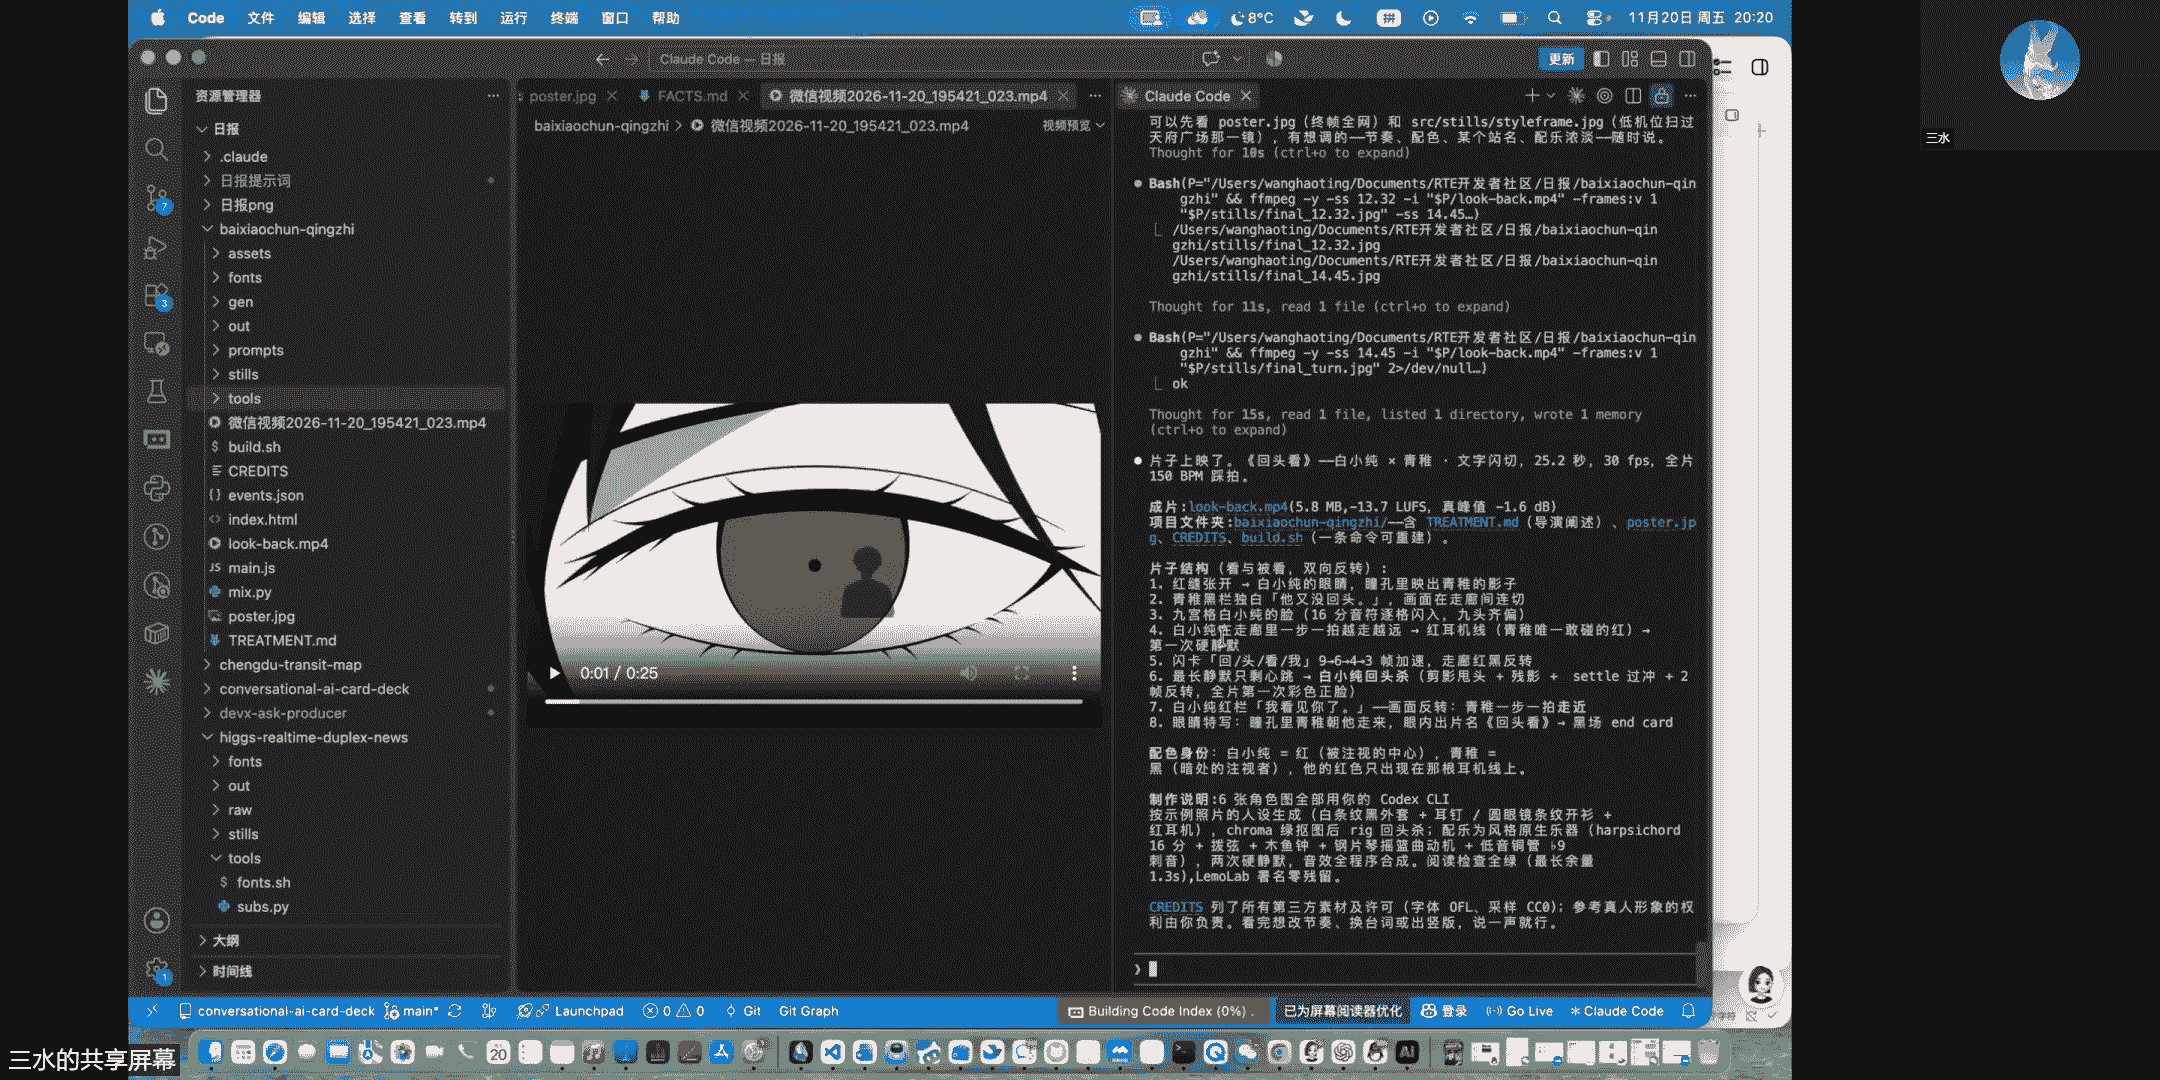 Code 文件 编辑 选择 查看 转到 运行 终端 窗口 帮助
8°C 拼 11月20日 周五 20:20
三水
Claude Code — 日报
更新
资源管理器
日报
.claude
日报提示词
日报png
baixiaochun-qingzhi
assets
fonts
gen
out
prompts
stills
tools
微信视频2026-11-20_195421_023.mp4
build.sh
CREDITS
events.json
index.html
look-back.mp4
main.js
mix.py
poster.jpg
TREATMENT.md
chengdu-transit-map
conversational-ai-card-deck
devx-ask-producer
higgs-realtime-duplex-news
fonts
out
raw
stills
tools
fonts.sh
subs.py
大纲
时间线
7
3
1
poster.jpg FACTS.md 微信视频2026-11-20_195421_023.mp4
baixiaochun-qingzhi > 微信视频2026-11-20_195421_023.mp4 视频预览
0:01 / 0:25
Claude Code
可以先看 poster.jpg（终帧全网）和 src/stills/styleframe.jpg（低机位扫过
天府广场那一镜），有想调的——节奏、配色、某个站名、配乐浓淡——随时说。
Thought for 10s (ctrl+o to expand)
Bash(P="/Users/wanghaoting/Documents/RTE开发者社区/日报/baixiaochun-qin
gzhi" && ffmpeg -y -ss 12.32 -i "$P/look-back.mp4" -frames:v 1
"$P/stills/final_12.32.jpg" -ss 14.45…)
/Users/wanghaoting/Documents/RTE开发者社区/日报/baixiaochun-qin
gzhi/stills/final_12.32.jpg
/Users/wanghaoting/Documents/RTE开发者社区/日报/baixiaochun-qin
gzhi/stills/final_14.45.jpg
Thought for 11s, read 1 file (ctrl+o to expand)
Bash(P="/Users/wanghaoting/Documents/RTE开发者社区/日报/baixiaochun-qin
gzhi" && ffmpeg -y -ss 14.45 -i "$P/look-back.mp4" -frames:v 1
"$P/stills/final_turn.jpg" 2>/dev/null…)
ok
Thought for 15s, read 1 file, listed 1 directory, wrote 1 memory
(ctrl+o to expand)
片子上映了。《回头看》——白小纯 × 青稚 · 文字闪切, 25.2 秒, 30 fps, 全片
150 BPM 踩拍。
成片:look-back.mp4(5.8 MB,-13.7 LUFS, 真峰值 -1.6 dB)
项目文件夹:baixiaochun-qingzhi/——含 TREATMENT.md（导演阐述）、poster.jp
g、CREDITS、build.sh（一条命令可重建）。
片子结构（看与被看, 双向反转）:
1. 红缝张开 → 白小纯的眼睛, 瞳孔里映出青稚的影子
2. 青稚黑栏独白「他又没回头。」, 画面在走廊间连切
3. 九宫格白小纯的脸（16 分音符逐格闪入, 九头齐偏）
4. 白小纯在走廊里一步一拍越走越远 → 红耳机线（青稚唯一敢碰的红）→
第一次硬静默
5. 闪卡「回/头/看/我」9→6→4→3 帧加速, 走廊红黑反转
6. 最长静默只剩心跳 → 白小纯回头杀（剪影甩头 + 残影 + settle 过冲 + 2
帧反转, 全片第一次彩色正脸）
7. 白小纯红栏「我看见你了。」——画面反转: 青稚一步一拍走近
8. 眼睛特写: 瞳孔里青稚朝他走来, 眼内出片名《回头看》→ 黑场 end card
配色身份: 白小纯 = 红（被注视的中心）, 青稚 =
黑（暗处的注视者）, 他的红色只出现在那根耳机线上。
制作说明:6 张角色图全部用你的 Codex CLI
按示例照片的人设生成（白条纹黑外套 + 耳钉 / 圆眼镜条纹开衫 +
红耳机）, chroma 绿抠图后 rig 回头杀; 配乐为风格原生乐器（harpsichord
16 分 + 拨弦 + 木鱼钟 + 钢片琴摇篮曲动机 + 低音铜管 ♭9
刺音）, 两次硬静默, 音效全程序合成。阅读检查全绿（最长余量
1.3s),LemoLab 署名零残留。
CREDITS 列了所有第三方素材及许可（字体 OFL、采样 CC0); 参考真人形象的权
利由你负责。看完想改节奏、换台词或出竖版, 说一声就行。
conversational-ai-card-deck main* Launchpad 0 0 Git Git Graph Building Code Index (0%) . 已为屏幕阅读器优化 登录 Go Live Claude Code
20
AI
三水的共享屏幕